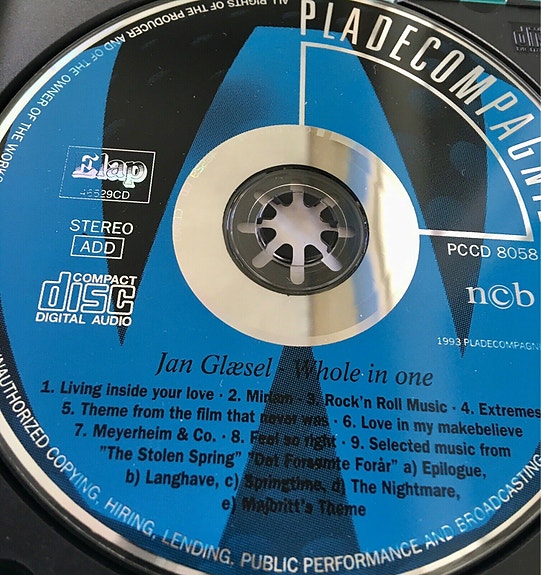 ALL RIGHTS OF THE PRODUCER AND OF THE OWNER OF THE WORKS
PLADECOMPAGNIE
Elap
STEREO
ADD
COMPACT
disc
DIGITAL AUDIO
PCCD 8058
n©b
1993 PLADECOMPAGNI
Jan Glæsel - Whole in one
1. Living inside your love · 2. Miriam · 3. Rock'n Roll Music · 4. Extremes
5. Theme from the film that never was · 6. Love in my makebelieve
7. Meyerheim & Co. · 8. Feel so right · 9. Selected music from
"The Stolen Spring" "Det Forsømte Forår" a) Epilogue,
b) Langhave, c) Springtime, d) The Nightmare,
e) Majbritt's Theme
UNAUTHORIZED COPYING, HIRING, LENDING, PUBLIC PERFORMANCE AND BROADCASTING